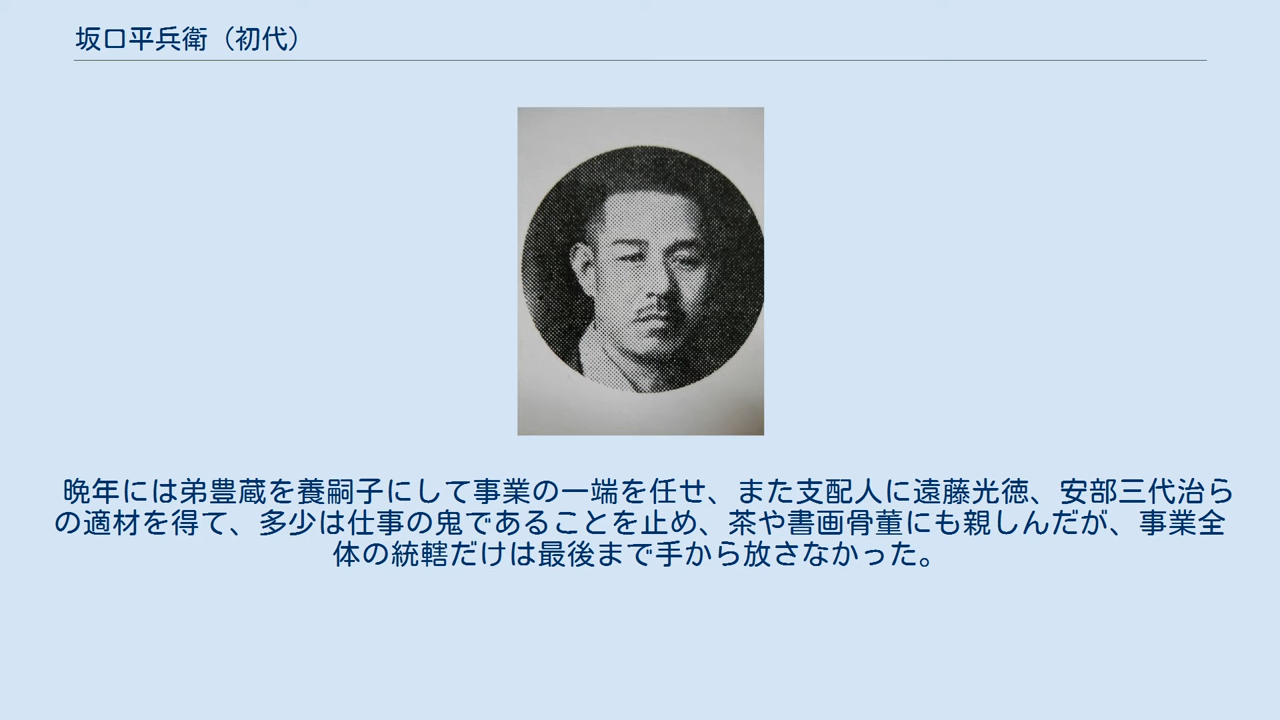 坂口平兵衛（初代）
晩年には弟豊蔵を養嗣子にして事業の一端を任せ、また支配人に遠藤光徳、安部三代治ら
の適材を得て、多少は仕事の鬼であることを止め、茶や書画骨董にも親しんだが、事業全
体の統轄だけは最後まで手から放さなかった。